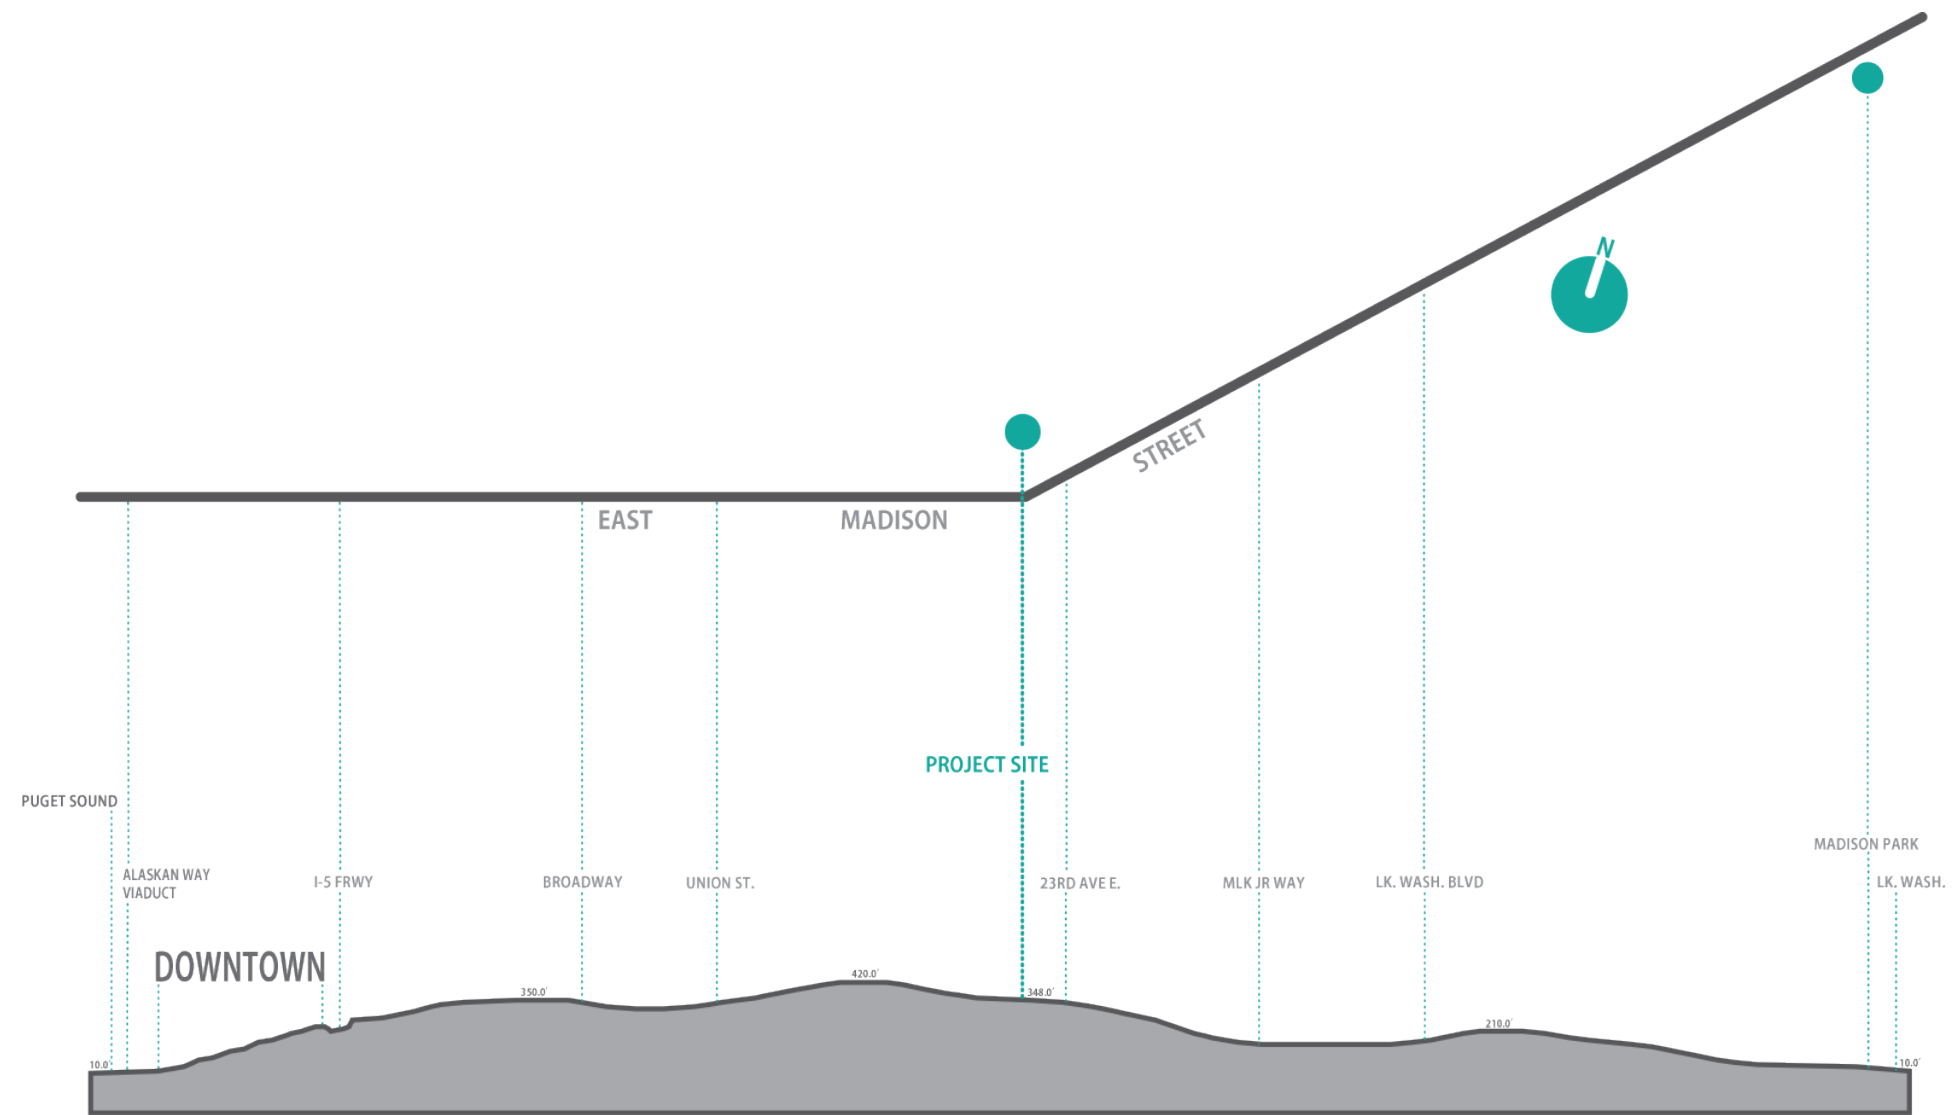 N
STREET
EAST MADISON
PROJECT SITE
PUGET SOUND
MADISON PARK
ALASKAN WAY
VIADUCT
I-5 FRWY
BROADWAY
UNION ST.
23RD AVE E.
MLK JR WAY
LK. WASH. BLVD
LK. WASH.
DOWNTOWN
420.0'
350.0'
348.0'
210.0'
10.0'
10.0'